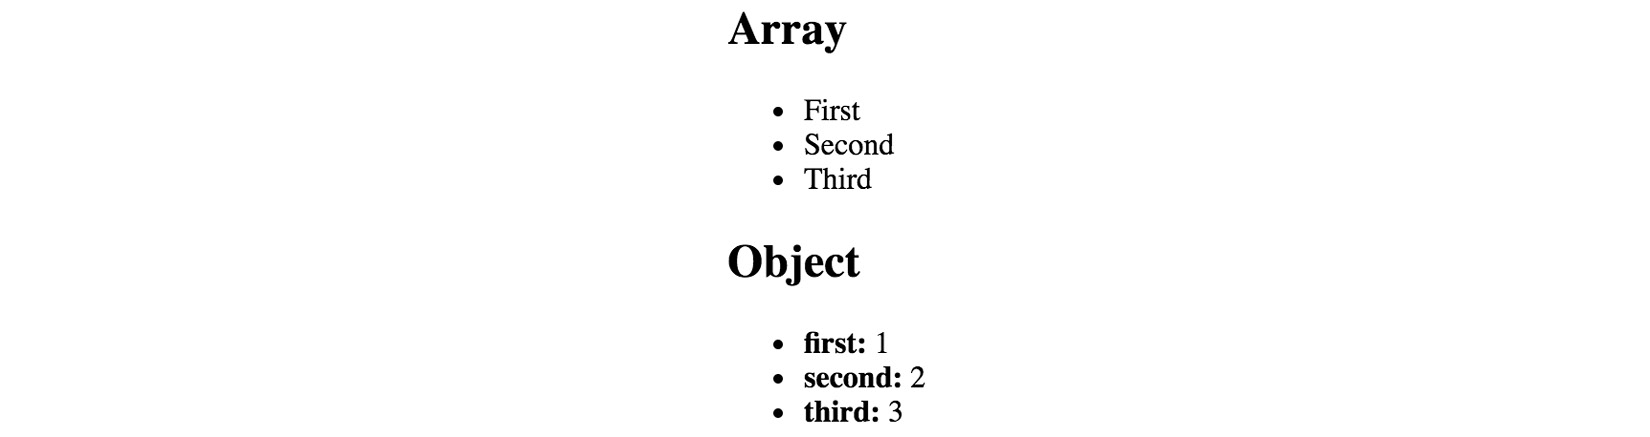 Array
First
Second
Third
Object
first: 1
second: 2
third: 3